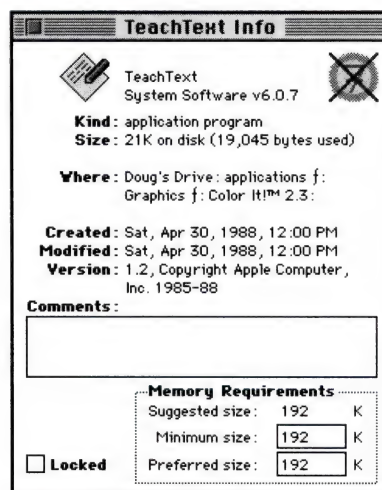 TeachText Info
TeachText
System Software v6.0.7
7
Kind: application program
Size: 21K on disk (19,045 bytes used)
Where: Doug's Drive: applications ƒ:
Graphics ƒ: Color It!™ 2.3:
Created: Sat, Apr 30, 1988, 12:00 PM
Modified: Sat, Apr 30, 1988, 12:00 PM
Version: 1.2, Copyright Apple Computer,
Inc. 1985-88
Comments:
Memory Requirements
Suggested size: 192 K
Minimum size: 192 K
Locked Preferred size: 192 K